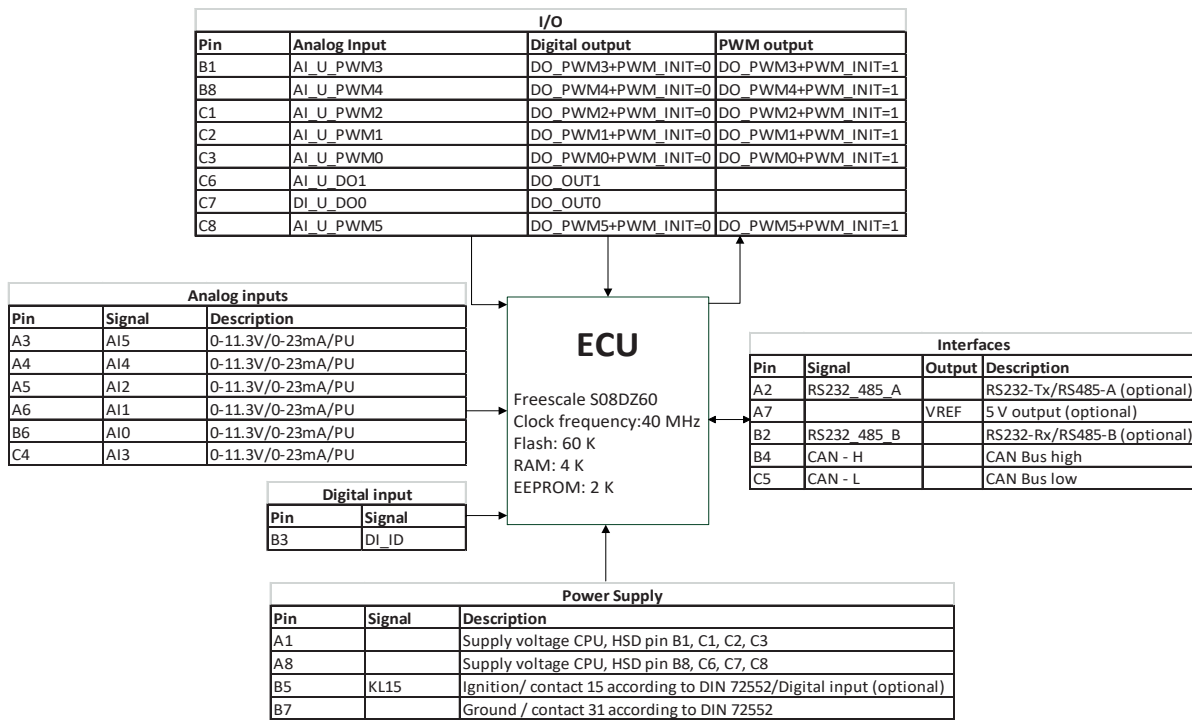 I/O
Pin Analog Input Digital output PWM output
B1 AI_U_PWM3 DO_PWM3+PWM_INIT=0 DO_PWM3+PWM_INIT=1
B8 AI_U_PWM4 DO_PWM4+PWM_INIT=0 DO_PWM4+PWM_INIT=1
C1 AI_U_PWM2 DO_PWM2+PWM_INIT=0 DO_PWM2+PWM_INIT=1
C2 AI_U_PWM1 DO_PWM1+PWM_INIT=0 DO_PWM1+PWM_INIT=1
C3 AI_U_PWM0 DO_PWM0+PWM_INIT=0 DO_PWM0+PWM_INIT=1
C6 AI_U_DO1 DO_OUT1
C7 DI_U_DO0 DO_OUT0
C8 AI_U_PWM5 DO_PWM5+PWM_INIT=0 DO_PWM5+PWM_INIT=1
Analog inputs
Pin Signal Description
A3 AI5 0-11.3V/0-23mA/PU
A4 AI4 0-11.3V/0-23mA/PU
A5 AI2 0-11.3V/0-23mA/PU
A6 AI1 0-11.3V/0-23mA/PU
B6 AI0 0-11.3V/0-23mA/PU
C4 AI3 0-11.3V/0-23mA/PU
ECU
Freescale S08DZ60
Clock frequency:40 MHz
Flash: 60 K
RAM: 4 K
EEPROM: 2 K
Interfaces
Pin Signal Output Description
A2 RS232_485_A RS232-Tx/RS485-A (optional)
A7 VREF 5 V output (optional)
B2 RS232_485_B RS232-Rx/RS485-B (optional)
B4 CAN - H CAN Bus high
C5 CAN - L CAN Bus low
Digital input
Pin Signal
B3 DI_ID
Power Supply
Pin Signal Description
A1 Supply voltage CPU, HSD pin B1, C1, C2, C3
A8 Supply voltage CPU, HSD pin B8, C6, C7, C8
B5 KL15 Ignition/ contact 15 according to DIN 72552/Digital input (optional)
B7 Ground / contact 31 according to DIN 72552